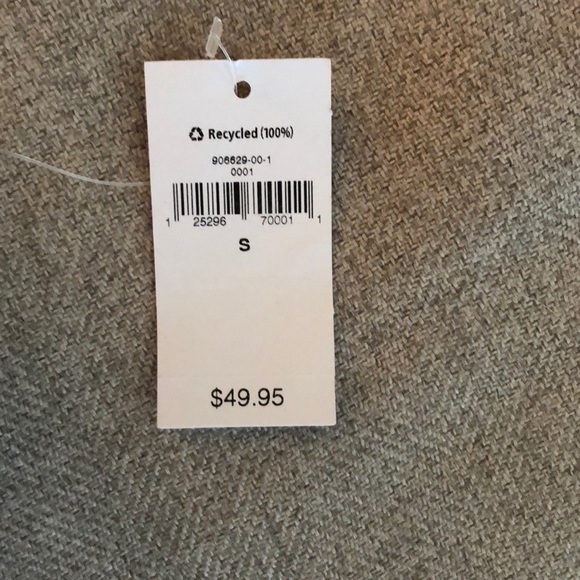 Recycled (100%)
906629-00-1
0001
1 25296 70001 1
S
$49.95